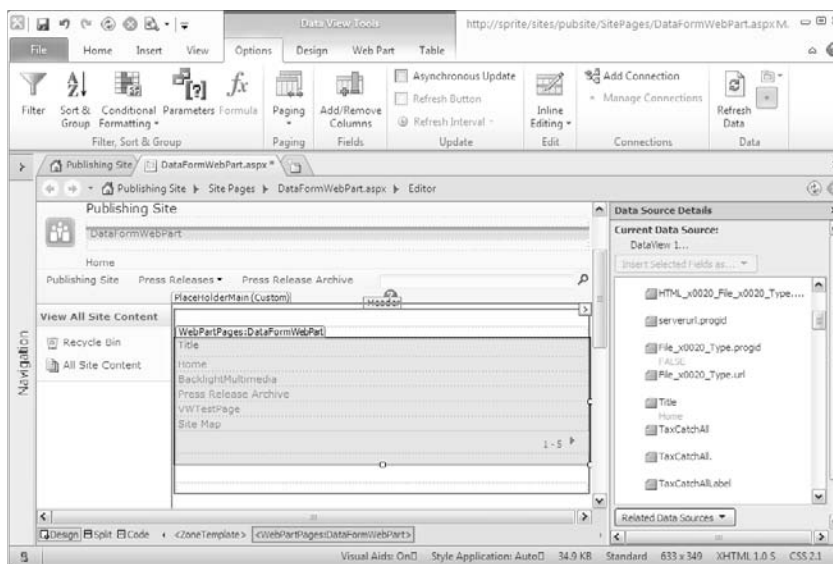 Data View Tools
http://sprite/sites/pubsite/SitePages/DataFormWebPart.aspx M.
File Home Insert View Options Design Web Part Table
Filter
Sort & Group
Conditional Formatting
Parameters
Formula
Filter, Sort & Group
Paging
Paging
Add/Remove Columns
Fields
Asynchronous Update
Refresh Button
Refresh Interval
Update
Inline Editing
Edit
Add Connection
Manage Connections
Connections
Refresh Data
Data
Publishing Site
DataFormWebPart.aspx *
Publishing Site Site Pages DataFormWebPart.aspx Editor
Navigation
Publishing Site
DataFormWebPart
Home
Publishing Site Press Releases Press Release Archive
PlaceHolderMain (Custom)
Header
View All Site Content
Recycle Bin
All Site Content
WebPartPages:DataFormWebPart
Title
Home
BacklightMultimedia
Press Release Archive
VWTestPage
Site Map
1 - 5
Data Source Details
Current Data Source:
DataView 1...
Insert Selected Fields as...
HTML_x0020_File_x0020_Type....
serverurl.progid
File_x0020_Type.progid
FALSE
File_x0020_Type.url
Title
Home
TaxCatchAll
TaxCatchAll.
TaxCatchAllLabel
Related Data Sources
Design Split Code <ZoneTemplate> <WebPartPages:DataFormWebPart>
Visual Aids: On Style Application: Auto 34.9 KB Standard 633 x 349 XHTML 1.0 S CSS 2.1